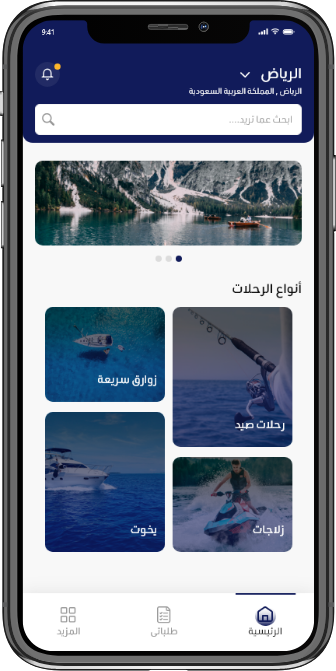 9:41
الرياض
الرياض , المملكة العربية السعودية
ابحث عما تريد....
أنواع الرحلات
زوارق سريعة
رحلات صيد
يخوت
زلاجات
الرئيسية
طلباتى
المزيد